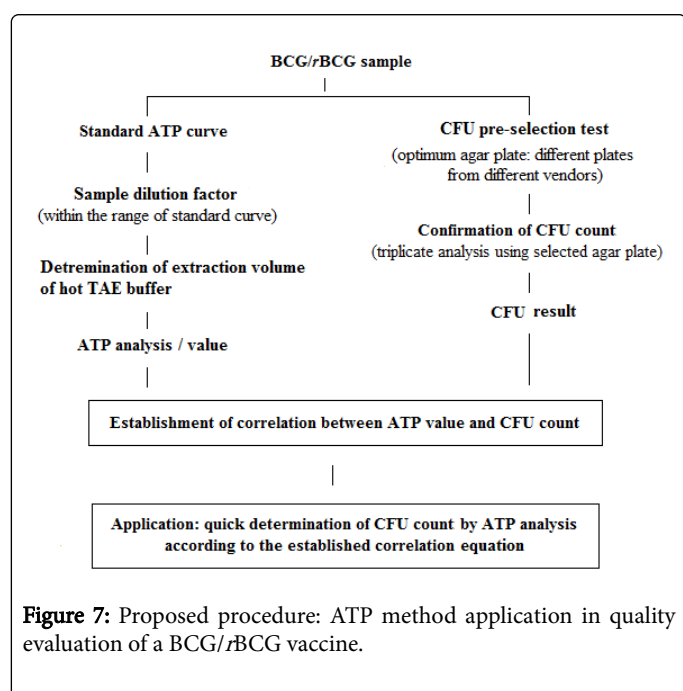 BCG/rBCG sample
Standard ATP curve
Sample dilution factor
(within the range of standard curve)
Detremination of extraction volume
of hot TAE buffer
ATP analysis / value
CFU pre-selection test
(optimum agar plate: different plates
from different vendors)
Confirmation of CFU count
(triplicate analysis using selected agar plate)
CFU result
Establishment of correlation between ATP value and CFU count
Application: quick determination of CFU count by ATP analysis
according to the established correlation equation
Figure 7: Proposed procedure: ATP method application in quality
evaluation of a BCG/rBCG vaccine.